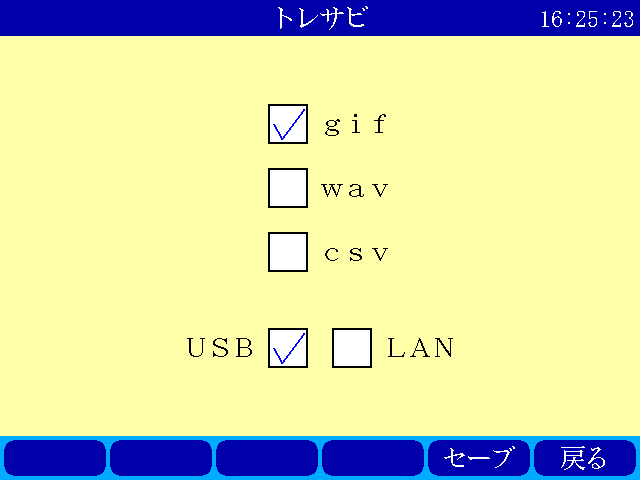 トレサビ 16:25:23
ｇｉｆ
ｗａｖ
ｃｓｖ
ＵＳＢ ＬＡＮ
セーブ 戻る